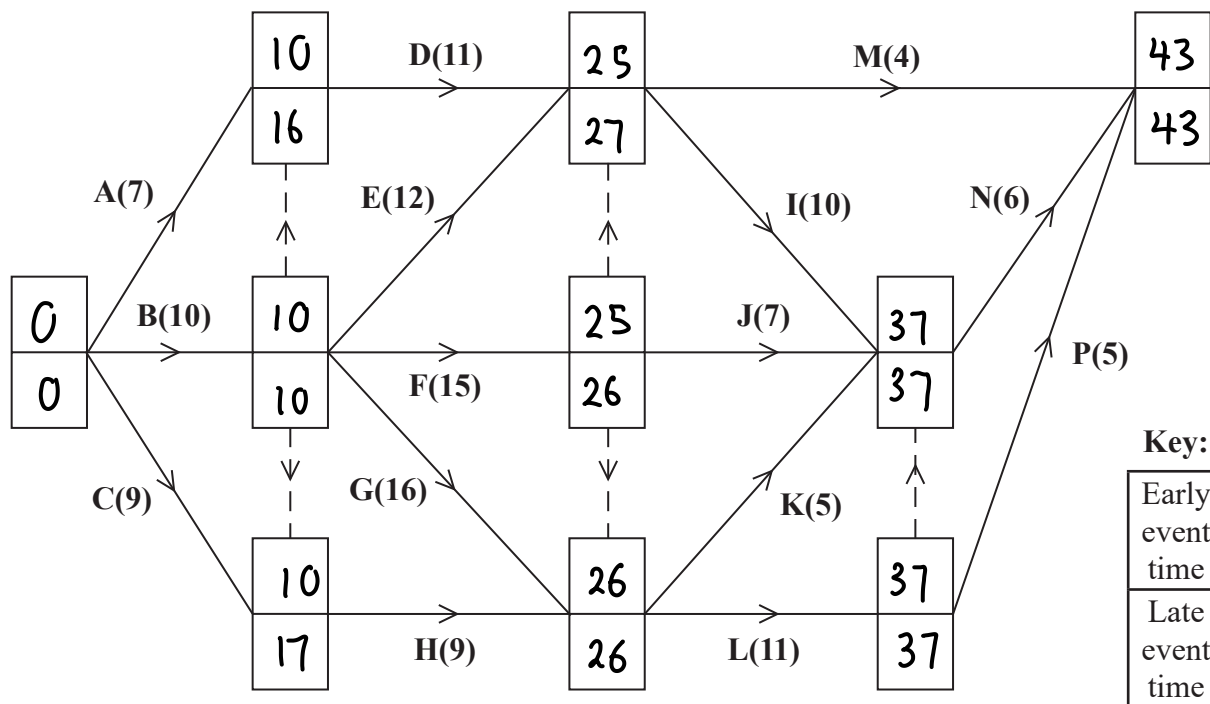 10
D(11)
25
M(4)
43
16
27
43
A(7)
E(12)
I(10)
N(6)
0
B(10)
10
25
J(7)
37
P(5)
0
10
F(15)
26
37
Key:
C(9)
G(16)
K(5)
Early
event
time
10
26
37
17
H(9)
26
L(11)
37
Late
event
time